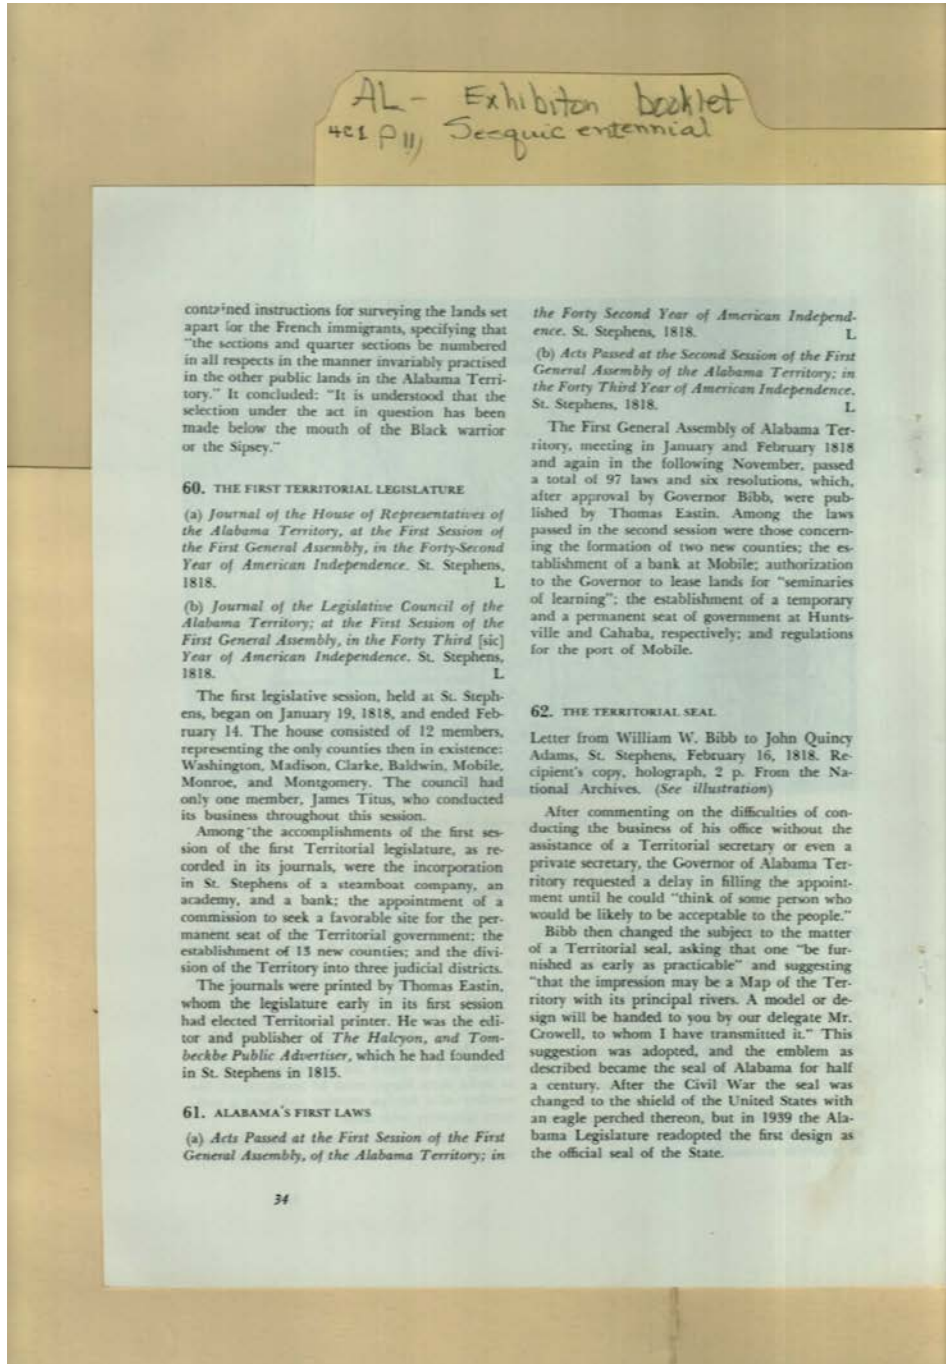 AL - Exhibiton booklet
4C1 P 11, Sesquicentennial
contained instructions for surveying the lands set
apart for the French immigrants, specifying that
"the sections and quarter sections be numbered
in all respects in the manner invariably practised
in the other public lands in the Alabama Terri-
tory." It concluded: "It is understood that the
selection under the act in question has been
made below the mouth of the Black warrior
or the Sipsey."
60. THE FIRST TERRITORIAL LEGISLATURE
(a) Journal of the House of Representatives of
the Alabama Territory, at the First Session of
the First General Assembly, in the Forty-Second
Year of American Independence. St. Stephens,
1818. L
(b) Journal of the Legislative Council of the
Alabama Territory; at the First Session of the
First General Assembly, in the Forty Third [sic]
Year of American Independence. St. Stephens,
1818. L
The first legislative session, held at St. Steph-
ens, began on January 19, 1818, and ended Feb-
ruary 14. The house consisted of 12 members,
representing the only counties then in existence:
Washington, Madison, Clarke, Baldwin, Mobile,
Monroe, and Montgomery. The council had
only one member, James Titus, who conducted
its business throughout this session.
Among the accomplishments of the first ses-
sion of the first Territorial legislature, as re-
corded in its journals, were the incorporation
in St. Stephens of a steamboat company, an
academy, and a bank; the appointment of a
commission to seek a favorable site for the per-
manent seat of the Territorial government; the
establishment of 13 new counties; and the divi-
sion of the Territory into three judicial districts.
The journals were printed by Thomas Eastin,
whom the legislature early in its first session
had elected Territorial printer. He was the edi-
tor and publisher of The Halcyon, and Tom-
beckbe Public Advertiser, which he had founded
in St. Stephens in 1815.
61. ALABAMA'S FIRST LAWS
(a) Acts Passed at the First Session of the First
General Assembly, of the Alabama Territory; in
the Forty Second Year of American Independ-
ence. St. Stephens, 1818. L
(b) Acts Passed at the Second Session of the First
General Assembly of the Alabama Territory; in
the Forty Third Year of American Independence.
St. Stephens, 1818. L
The First General Assembly of Alabama Ter-
ritory, meeting in January and February 1818
and again in the following November, passed
a total of 97 laws and six resolutions, which,
after approval by Governor Bibb, were pub-
lished by Thomas Eastin. Among the laws
passed in the second session were those concern-
ing the formation of two new counties; the es-
tablishment of a bank at Mobile; authorization
to the Governor to lease lands for "seminaries
of learning"; the establishment of a temporary
and a permanent seat of government at Hunts-
ville and Cahaba, respectively; and regulations
for the port of Mobile.
62. THE TERRITORIAL SEAL
Letter from William W. Bibb to John Quincy
Adams, St. Stephens, February 16, 1818. Re-
cipient's copy, holograph, 2 p. From the Na-
tional Archives. (See illustration)
After commenting on the difficulties of con-
ducting the business of his office without the
assistance of a Territorial secretary or even a
private secretary, the Governor of Alabama Ter-
ritory requested a delay in filling the appoint-
ment until he could "think of some person who
would be likely to be acceptable to the people."
Bibb then changed the subject to the matter
of a Territorial seal, asking that one "be fur-
nished as early as practicable" and suggesting
"that the impression may be a Map of the Ter-
ritory with its principal rivers. A model or de-
sign will be handed to you by our delegate Mr.
Crowell, to whom I have transmitted it." This
suggestion was adopted, and the emblem as
described became the seal of Alabama for half
a century. After the Civil War the seal was
changed to the shield of the United States with
an eagle perched thereon, but in 1939 the Ala-
bama Legislature readopted the first design as
the official seal of the State.
34